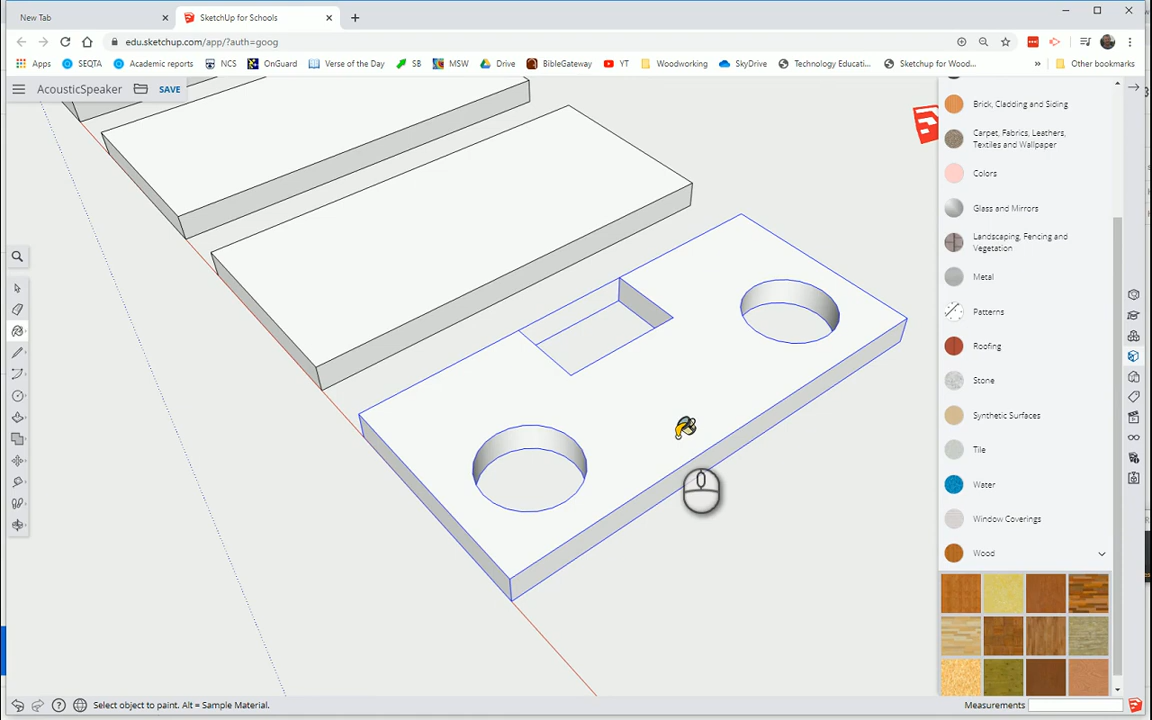 New Tab
SketchUp for Schools
edu.sketchup.com/app/?auth=goog
Apps SEQTA Academic reports NCS OnGuard Verse of the Day SB MSW Drive BibleGateway YT Woodworking SkyDrive Technology Educati... Sketchup for Wood... » Other bookmarks
AcousticSpeaker SAVE
Brick, Cladding and Siding
Carpet, Fabrics, Leathers,
Textiles and Wallpaper
Colors
Glass and Mirrors
Landscaping, Fencing and
Vegetation
Metal
Patterns
Roofing
Stone
Synthetic Surfaces
Tile
Water
Window Coverings
Wood
Select object to paint. Alt = Sample Material.
Measurements